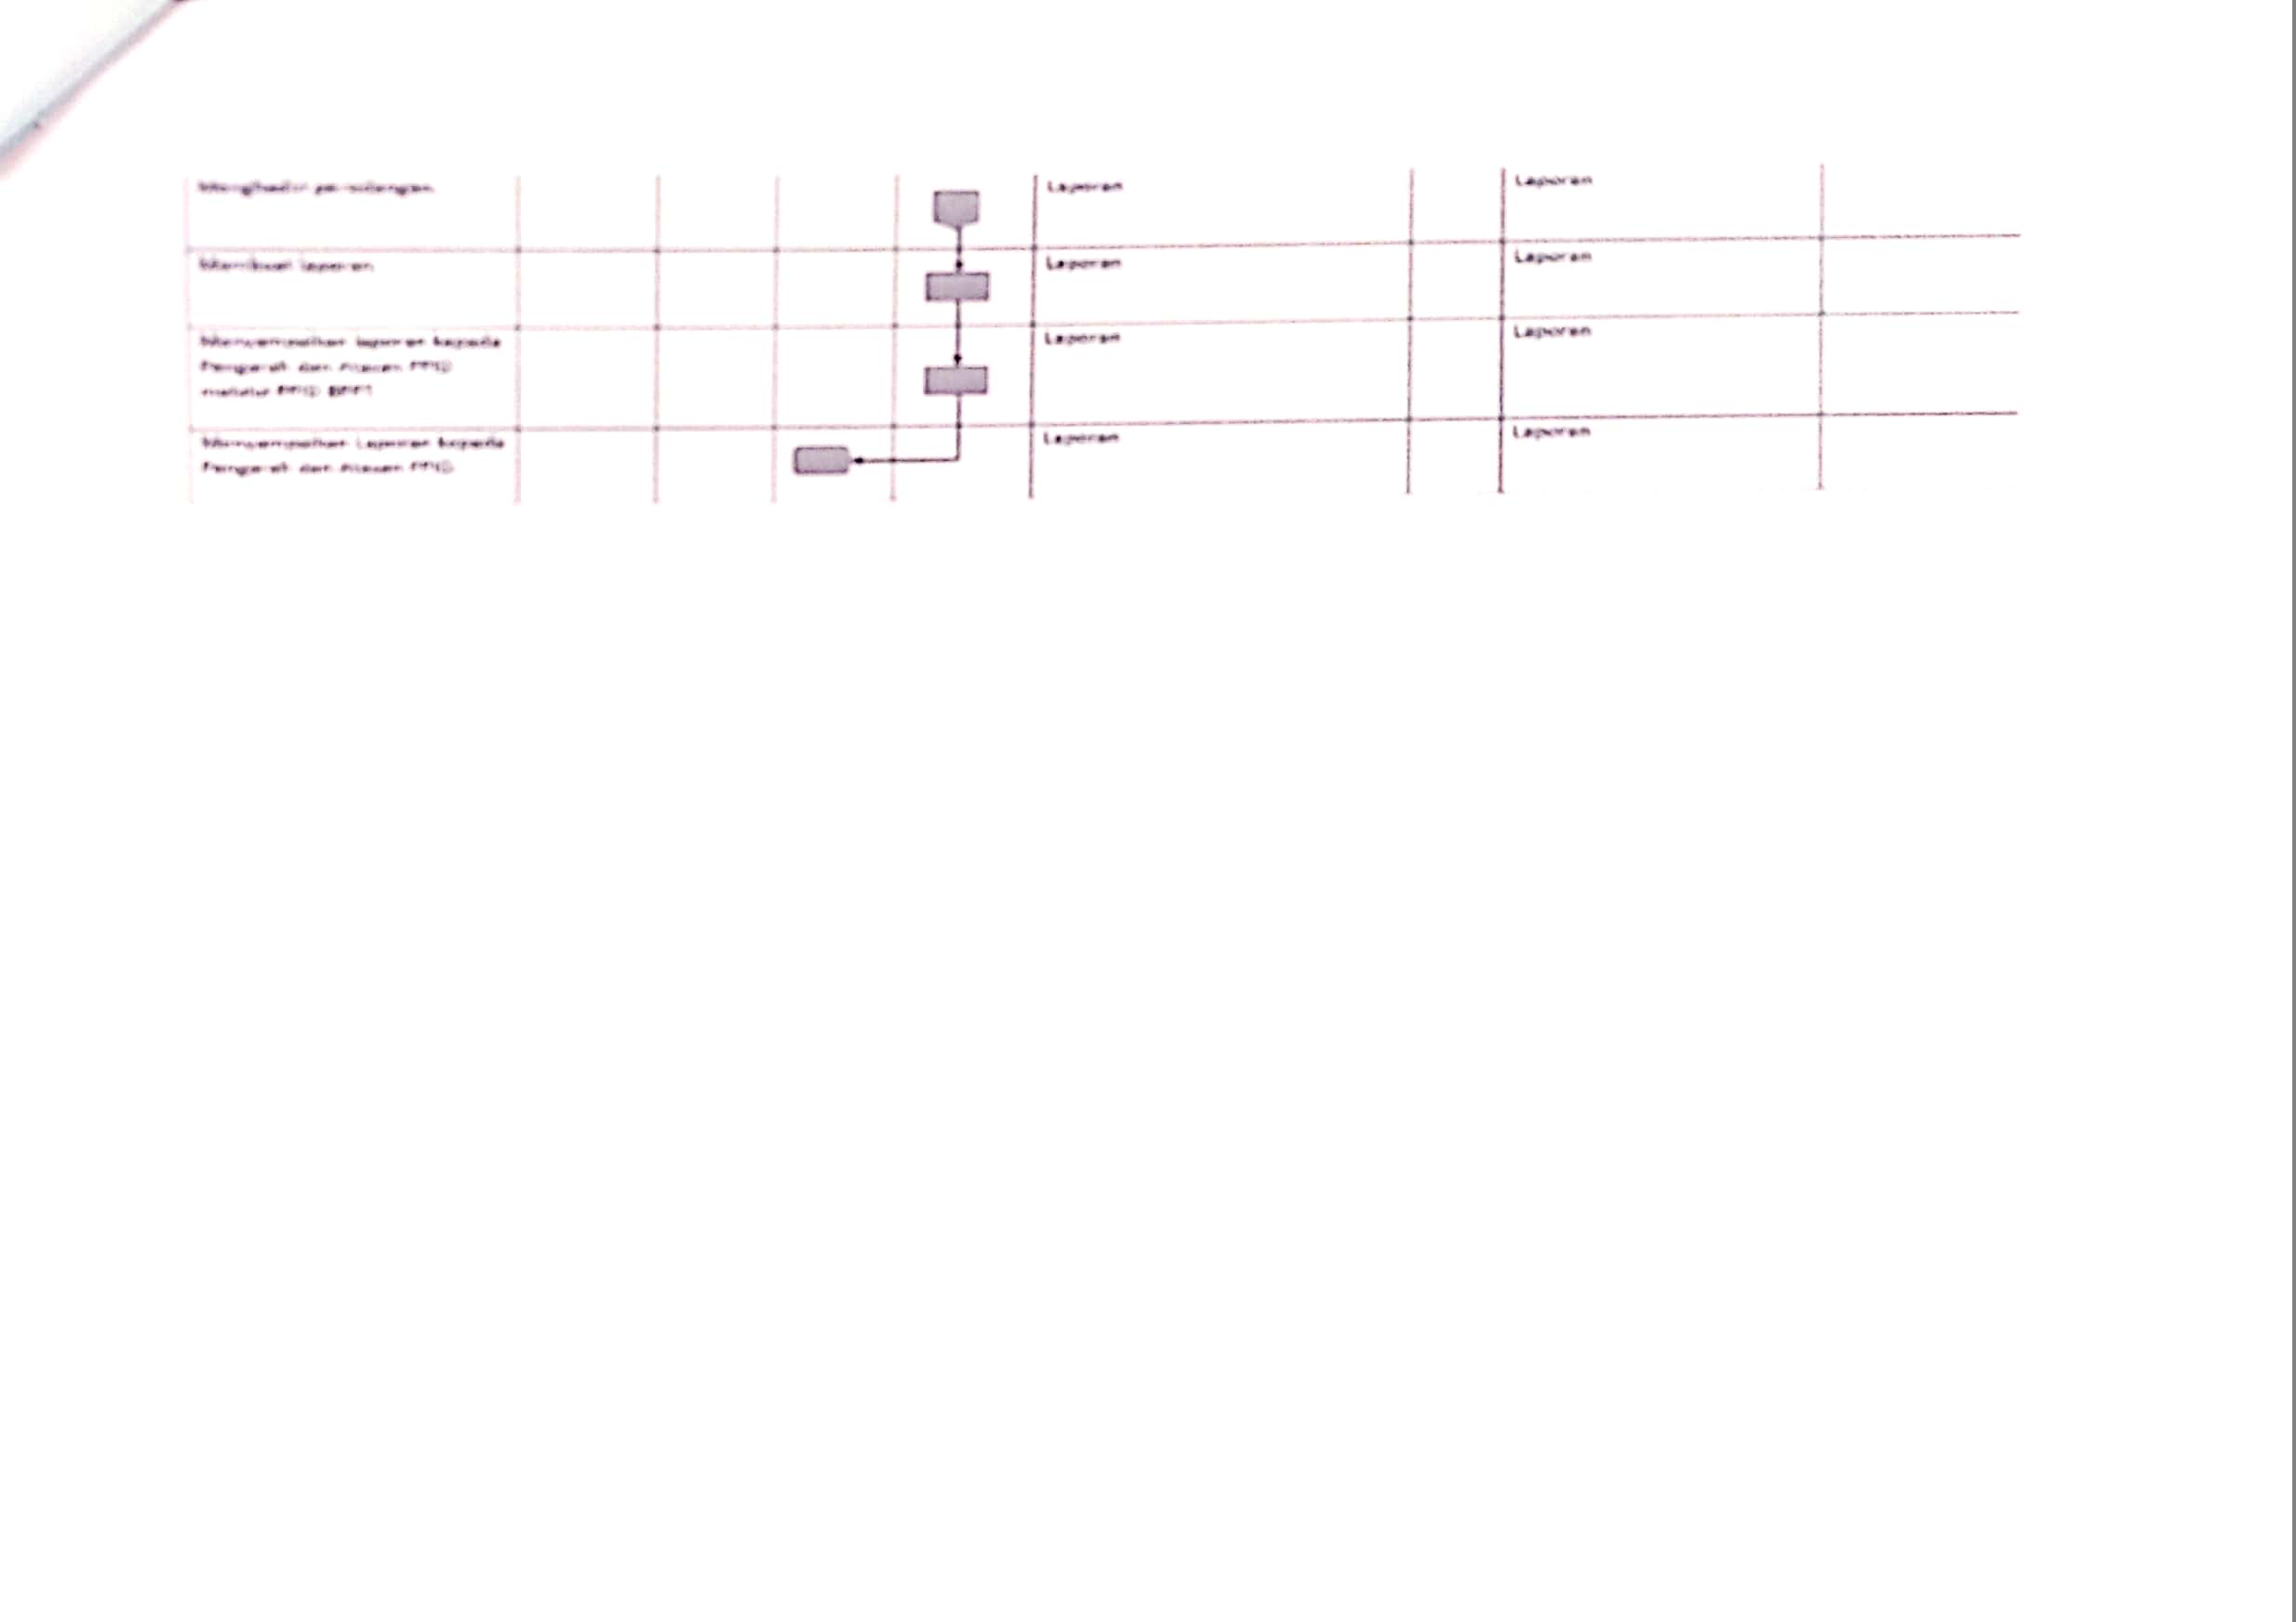 Menghadiri persidangan
Laporan
Laporan
Membuat laporan
Laporan
Laporan
Menyampaikan laporan kepada
Pengarah dan Atasan PPID
melalui PPID BPPT
Laporan
Laporan
Menyampaikan Laporan kepada
Pengarah dan Atasan PPID
Laporan
Laporan